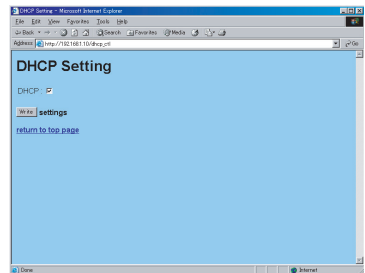 DHCP Setting - Microsoft Internet Explorer
File Edit View Favorites Tools Help
Back Search Favorites Media
Address http://192.168.1.10/dhcp_ctl Go
DHCP Setting
DHCP :
Write settings
return to top page
Done Internet